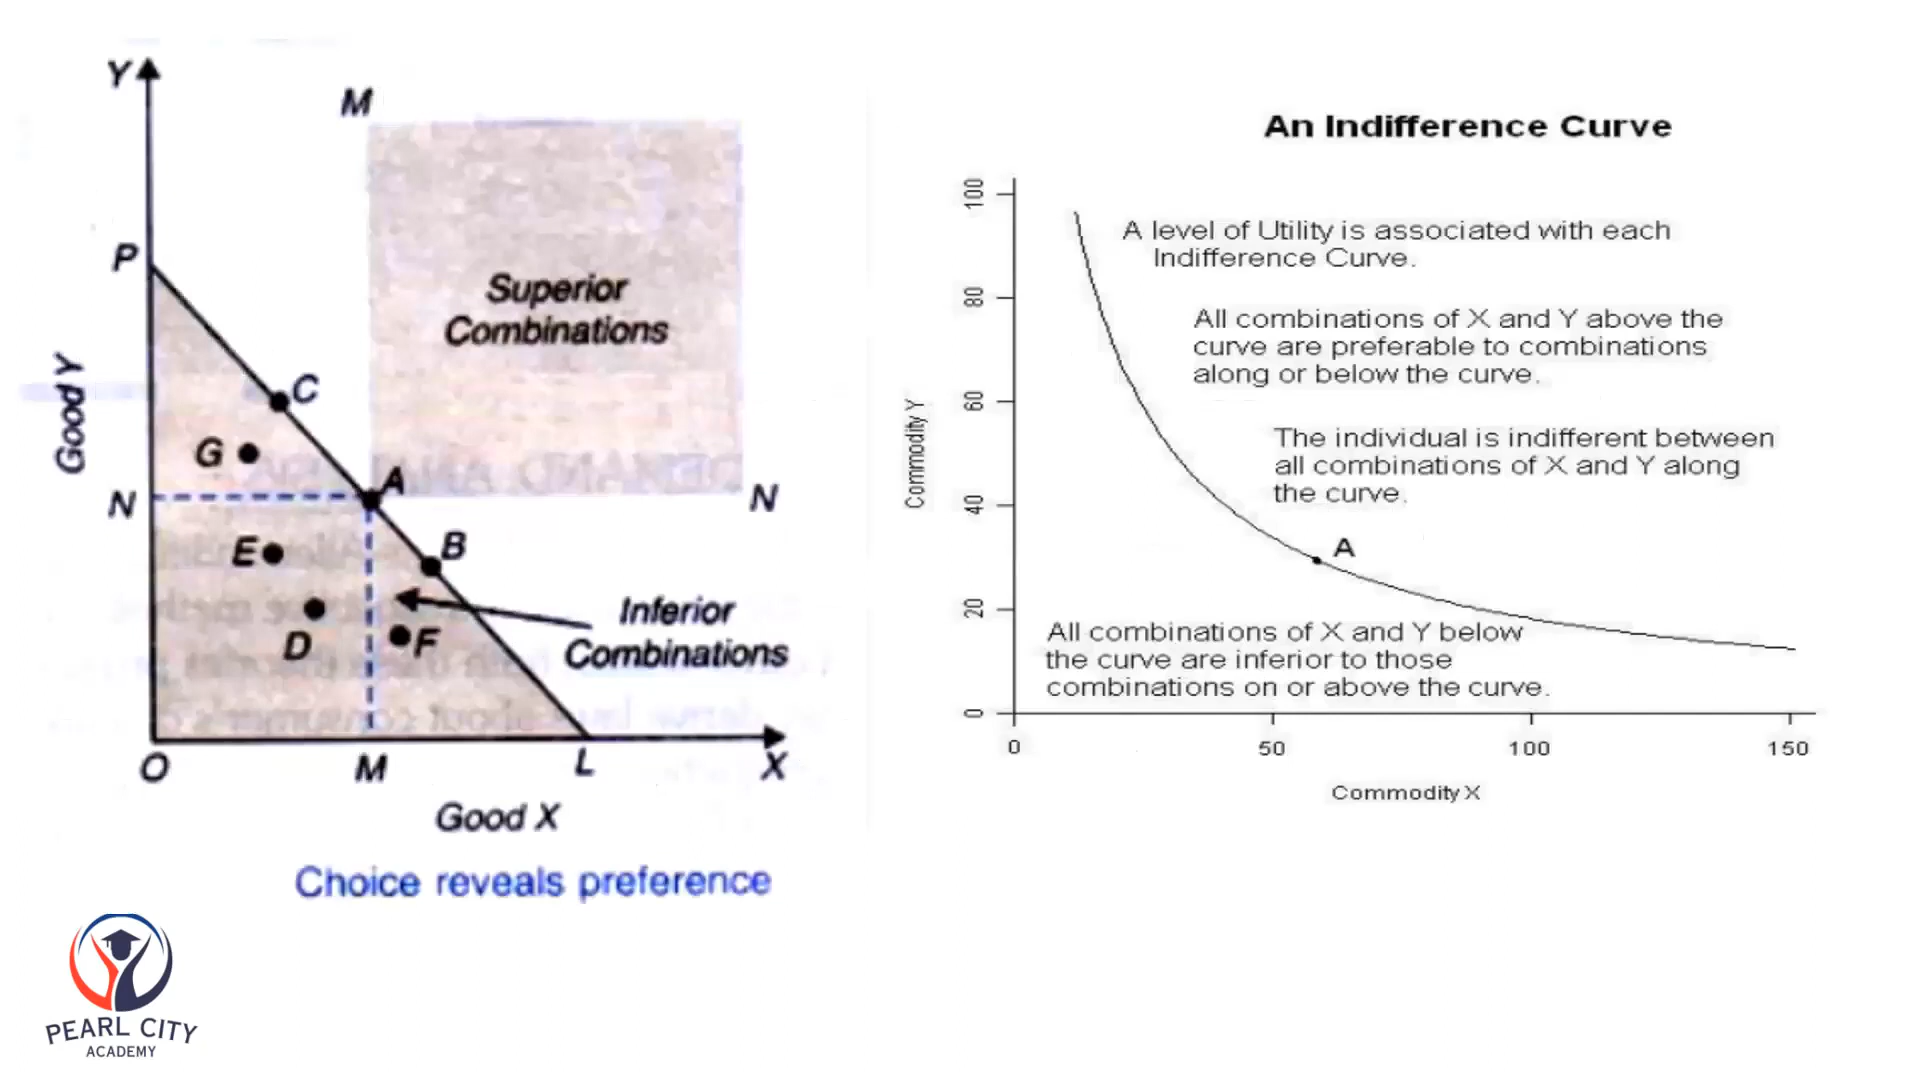 Y
M
P
Superior
Combinations
C
Good Y
G
A
N
N
E
B
Inferior
Combinations
D
F
O
M
L
X
Good X
Choice reveals preference
An Indifference Curve
100
A level of Utility is associated with each
Indifference Curve.
80
All combinations of X and Y above the
curve are preferable to combinations
along or below the curve.
60
Commodity Y
The individual is indifferent between
all combinations of X and Y along
the curve.
40
A
20
All combinations of X and Y below
the curve are inferior to those
combinations on or above the curve.
0
0
50
100
150
Commodity X
PEARL CITY
ACADEMY